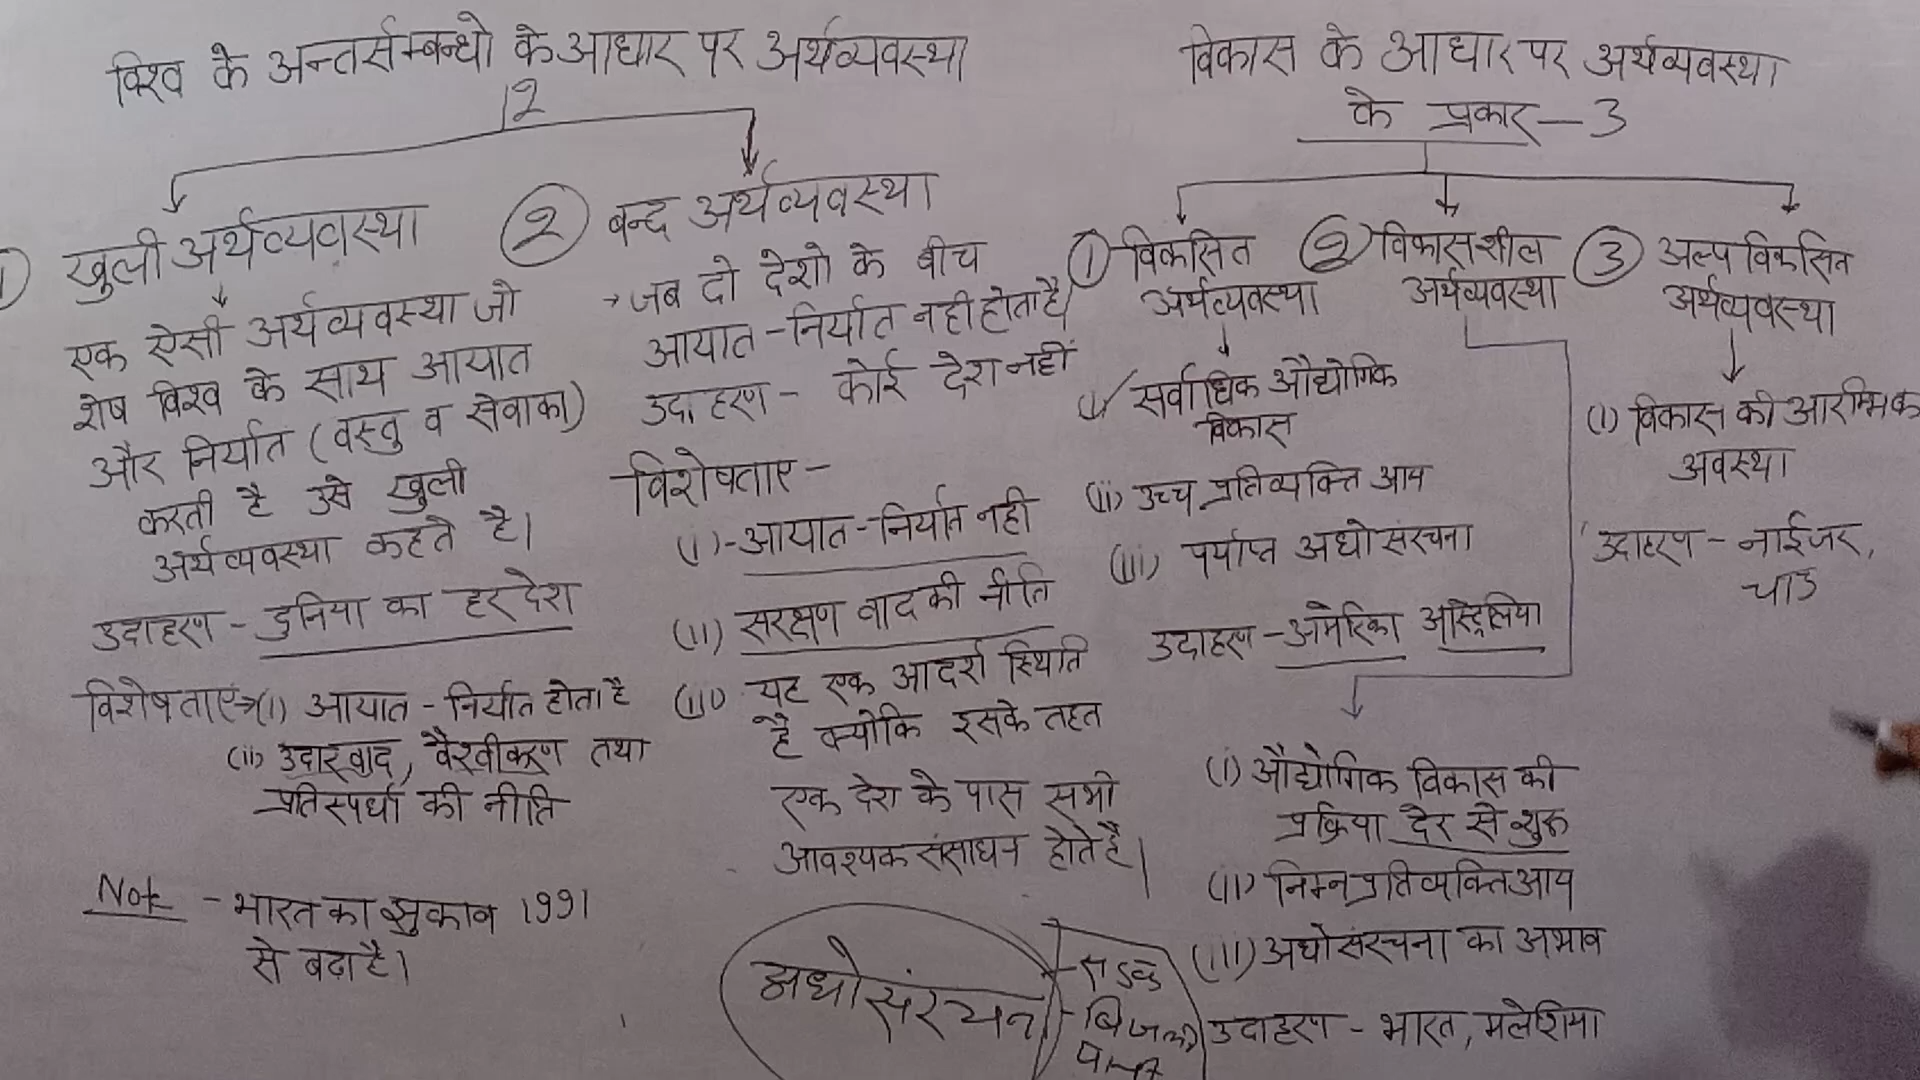 विश्व के अन्तर्सम्बन्धो के आधार पर अर्थव्यवस्था
2
खुली अर्थव्यवस्था
एक ऐसी अर्थव्यवस्था जो
शेष विश्व के साथ आयात
और निर्यात (वस्तु व सेवाका)
करती है उसे खुली
अर्थव्यवस्था कहते है।
उदाहरण - दुनिया का हर देश
विशेषताए→(i) आयात - निर्यात होता है
(ii) उदारवाद, वैश्वीकरण तथा
प्रतिस्पर्धा की नीति
Note - भारत का झुकाव 1991
से बढ़ा है।
② बन्द अर्थव्यवस्था
→ जब दो देशो के बीच
आयात - निर्यात नही होता है
उदाहरण - कोई देश नहीं
विशेषताए -
(i) - आयात - निर्यात नही
(ii) सरक्षण वाद की नीति
(iii) यह एक आदर्श स्थिति
है क्योकि इसके तहत
एक देश के पास सभी
आवश्यक संसाधन होते है।
अधोसंरचना
- सडक
- बिजली
विकास के आधार पर अर्थव्यवस्था
के प्रकार - 3
① विकसित
अर्थव्यवस्था
(i) सर्वाधिक औद्योगिक
विकास
(ii) उच्च प्रतिव्यक्ति आय
(iii) पर्याप्त अधोसंरचना
उदाहरण - अमेरिका अस्ट्रेलिया
② विकासशील
अर्थव्यवस्था
(i) औद्योगिक विकास की
प्रक्रिया देर से शुरू
(ii) निम्न प्रतिव्यक्ति आय
(iii) अधोसंरचना का अभाव
उदाहरण - भारत, मलेशिया
③ अल्प विकसित
अर्थव्यवस्था
(i) विकास की आरम्भिक
अवस्था
उदाहरण - नाईजर,
चाड